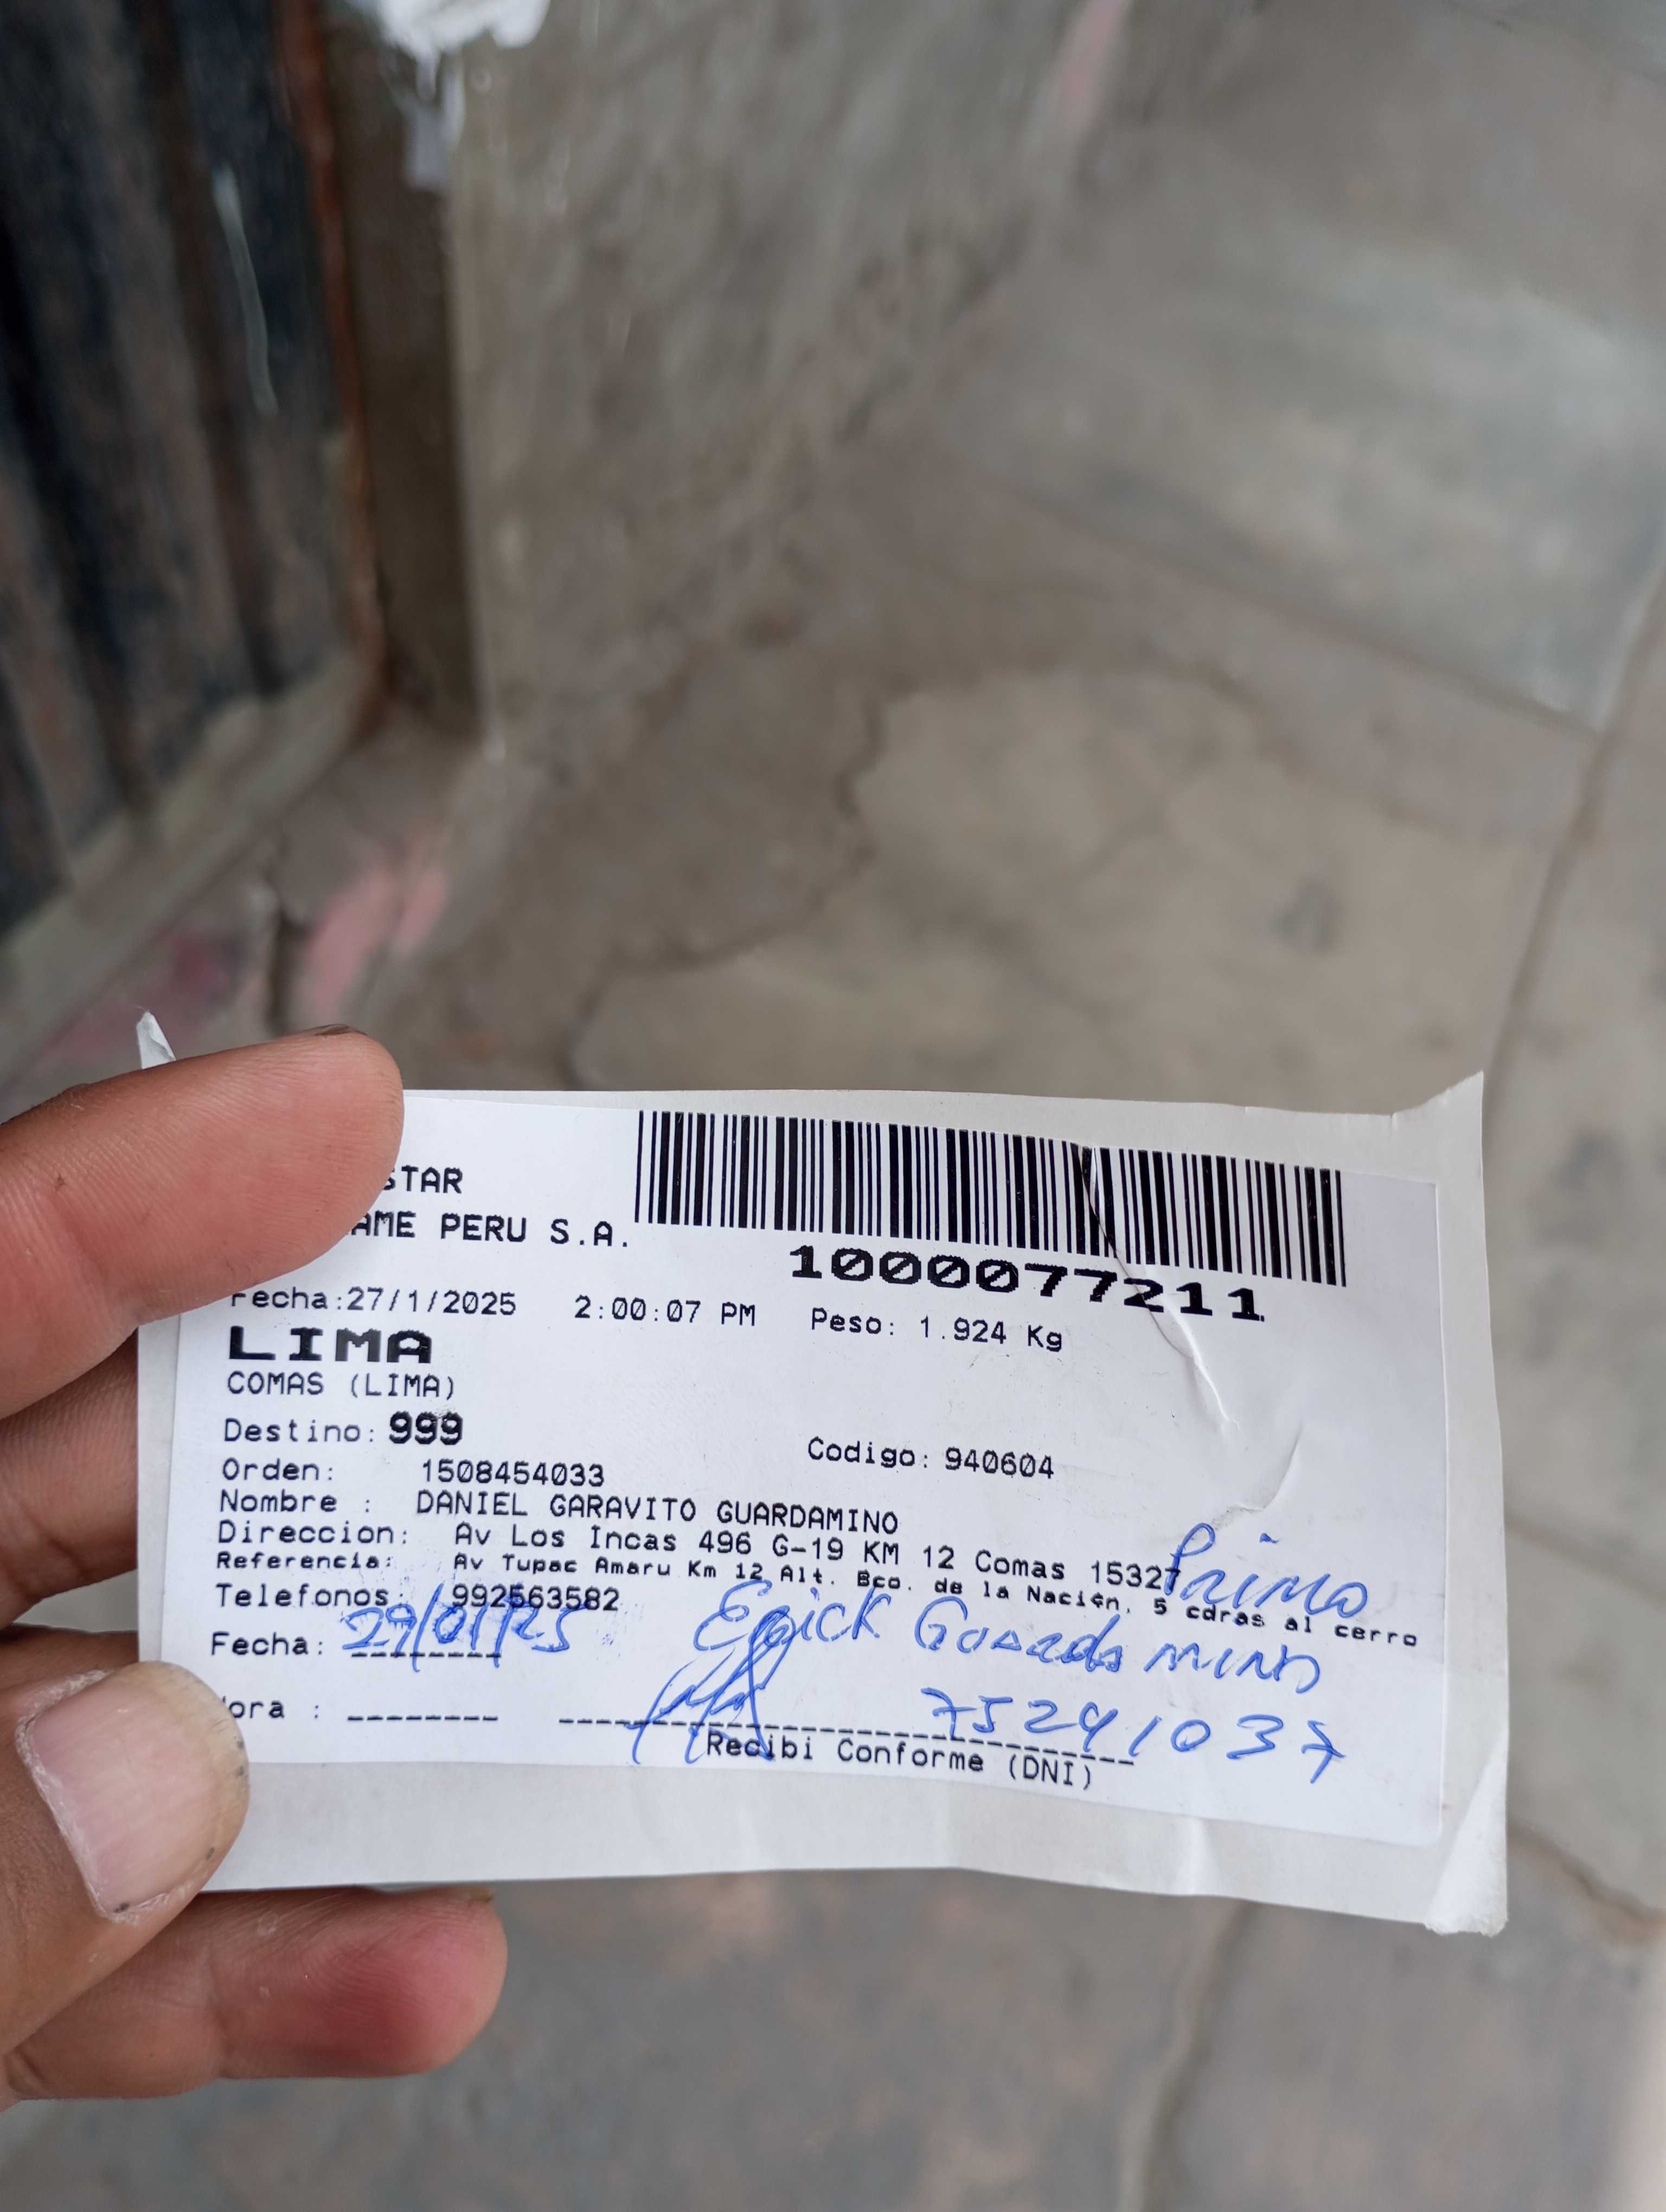 STAR
AME PERU S.A.
1000077211
Fecha:27/1/2025 2:00:07 PM Peso: 1.924 Kg
LIMA
COMAS (LIMA)
Destino: 999
Codigo: 940604
Orden: 1508454033
Nombre : DANIEL GARAVITO GUARDAMINO
Direccion: Av Los Incas 496 G-19 KM 12 Comas 15327
Primo
Referencia: Av Tupac Amaru Km 12 Alt. Bco. de la Nación, 5 cdras al cerro
Telefonos: 992563582
Erick Guardamino
Fecha: 29/01/25
75241037
ora : --------
Recibi Conforme (DNI)